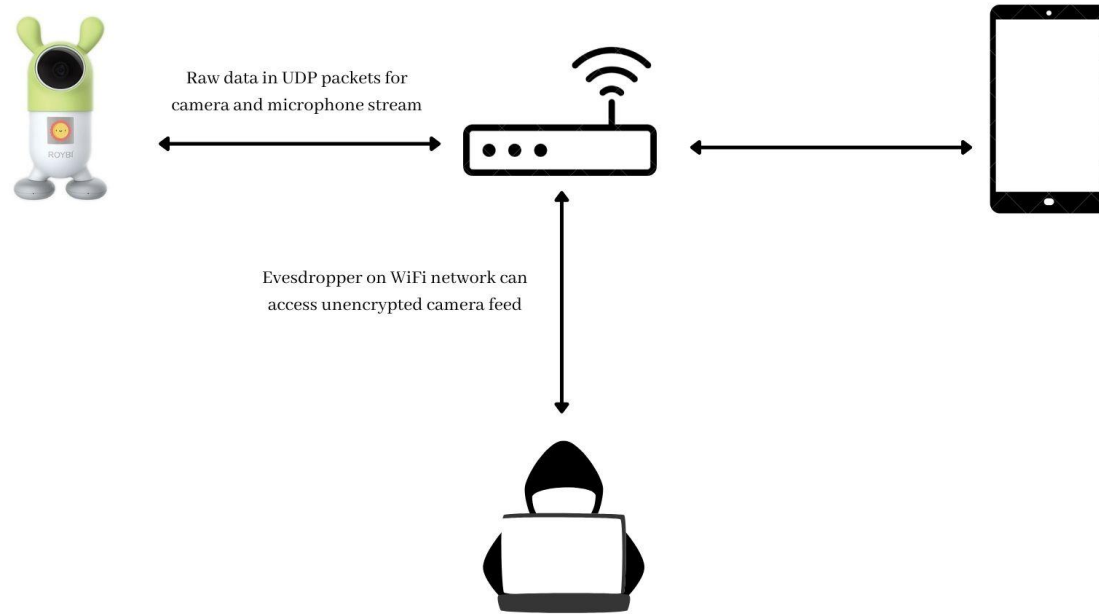 Raw data in UDP packets for
camera and microphone stream
ROYBI
Evesdropper on WiFi network can
access unencrypted camera feed